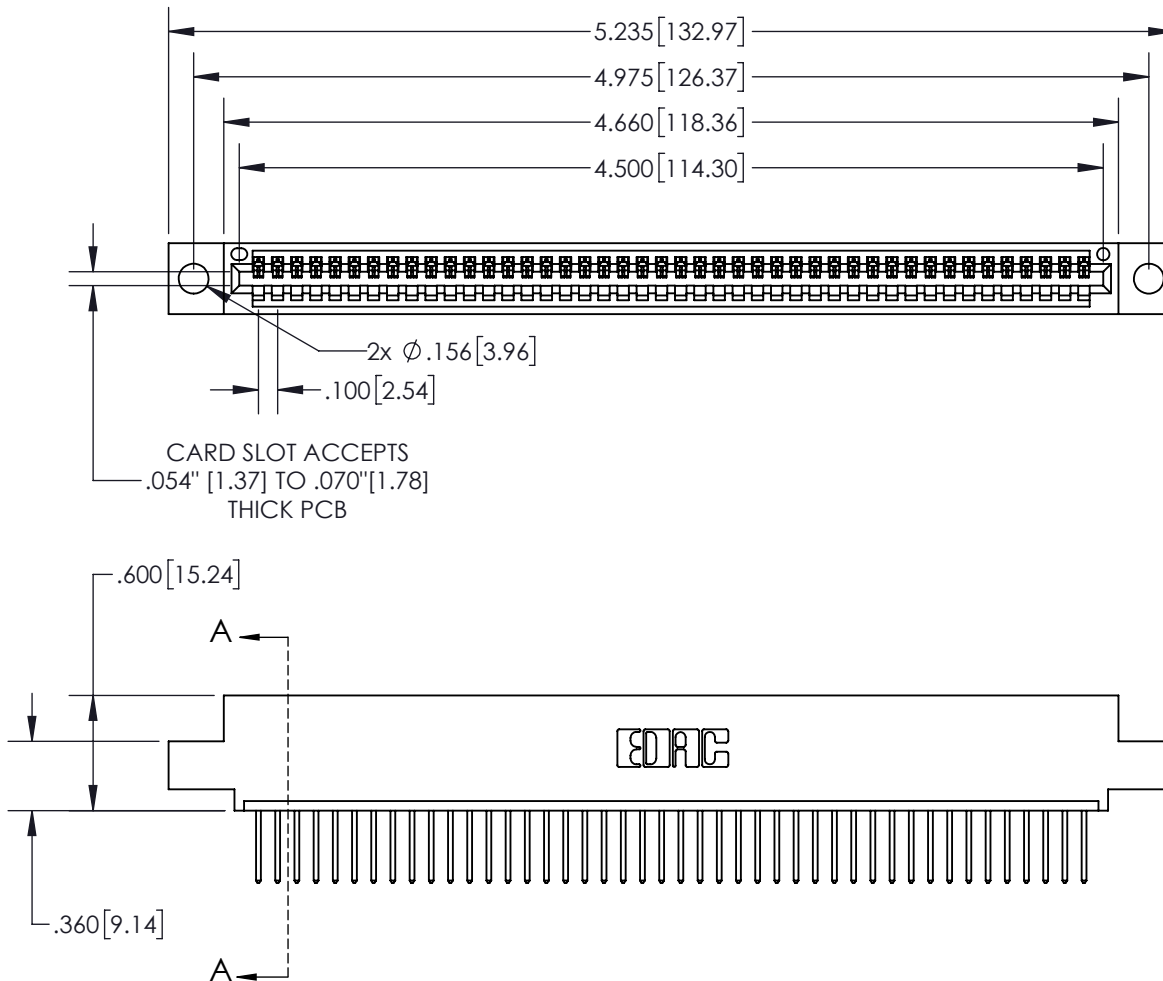 5.235[132.97]
4.975[126.37]
4.660[118.36]
4.500[114.30]
2x Ø.156[3.96]
.100[2.54]
CARD SLOT ACCEPTS
.054" [1.37] TO .070"[1.78]
THICK PCB
.600[15.24]
A
EDAC
.360[9.14]
A